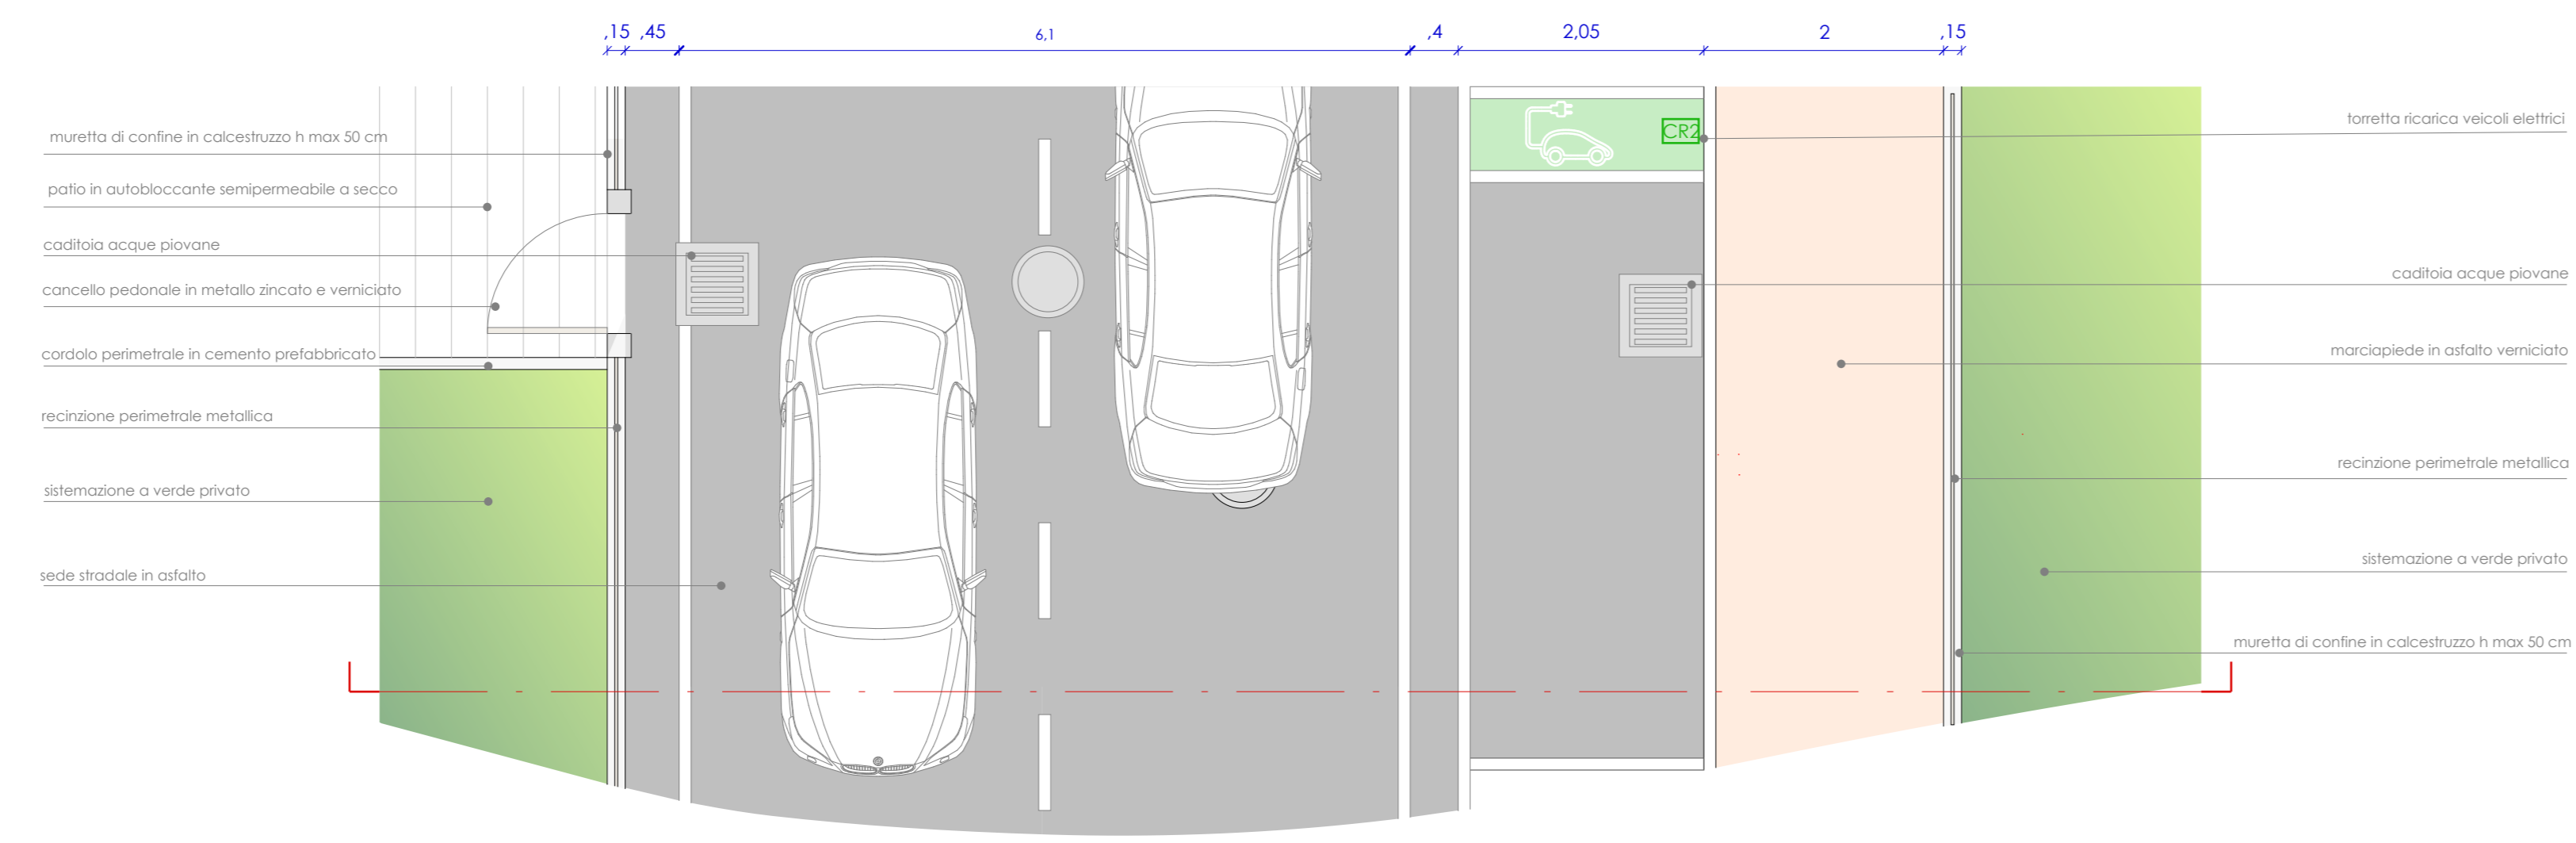 ,15 ,45 6,1 ,4 2,05 2 ,15
muretta di confine in calcestruzzo h max 50 cm
patio in autobloccante semipermeabile a secco
caditoia acque piovane
cancello pedonale in metallo zincato e verniciato
cordolo perimetrale in cemento prefabbricato
recinzione perimetrale metallica
sistemazione a verde privato
sede stradale in asfalto
CR2
torretta ricarica veicoli elettrici
caditoia acque piovane
marciapiede in asfalto verniciato
recinzione perimetrale metallica
sistemazione a verde privato
muretta di confine in calcestruzzo h max 50 cm